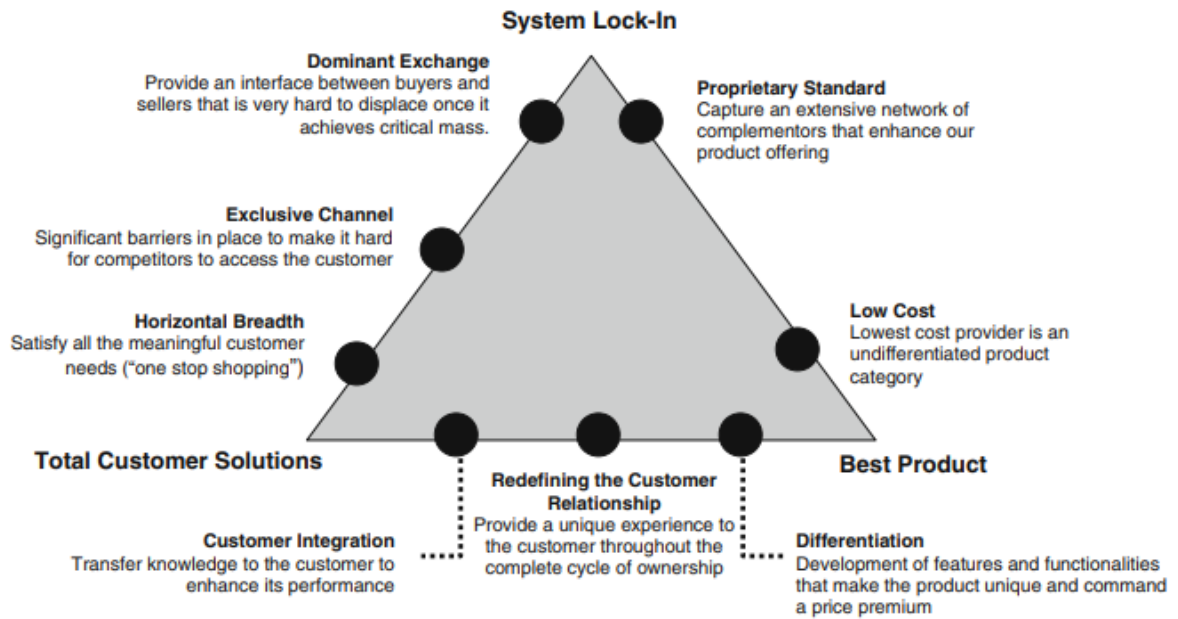 System Lock-In
Dominant Exchange
Provide an interface between buyers and
sellers that is very hard to displace once it
achieves critical mass.
Proprietary Standard
Capture an extensive network of
complementors that enhance our
product offering
Exclusive Channel
Significant barriers in place to make it hard
for competitors to access the customer
Horizontal Breadth
Satisfy all the meaningful customer
needs (“one stop shopping”)
Low Cost
Lowest cost provider is an
undifferentiated product
category
Total Customer Solutions
Best Product
Redefining the Customer
Relationship
Provide a unique experience to
the customer throughout the
complete cycle of ownership
Customer Integration
Transfer knowledge to the customer to
enhance its performance
Differentiation
Development of features and functionalities
that make the product unique and command
a price premium